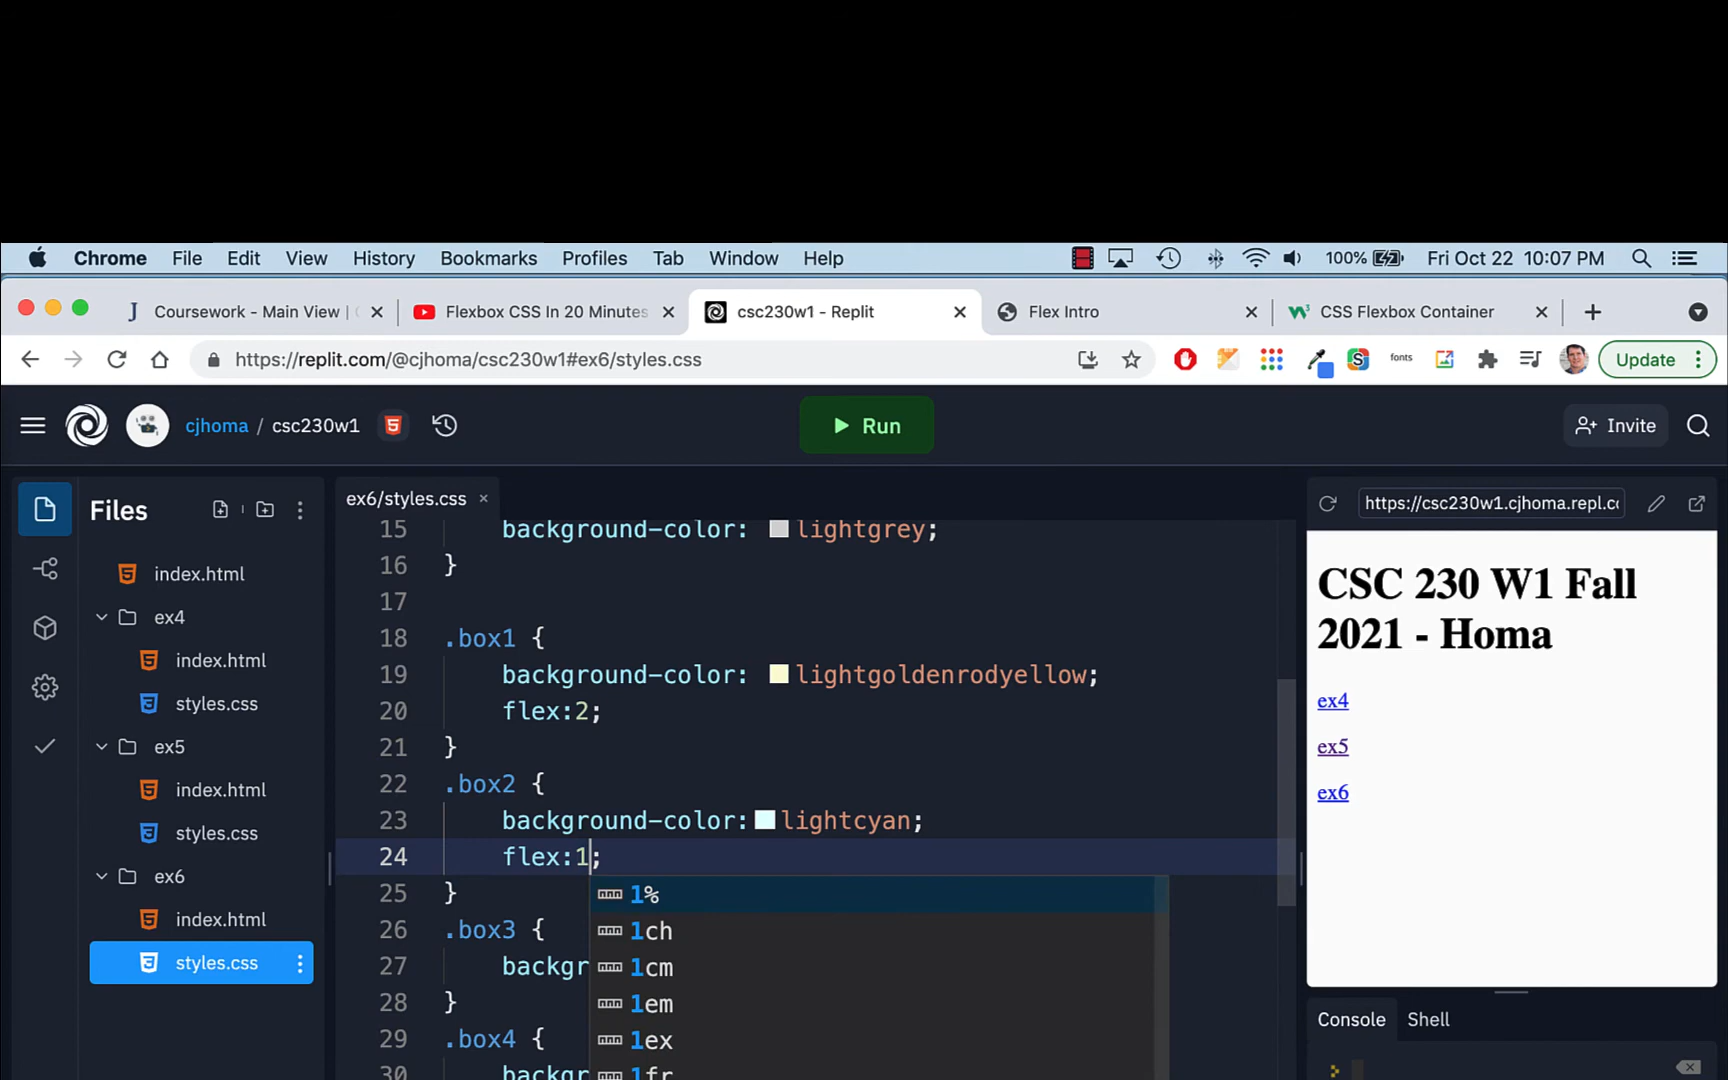 Chrome File Edit View History Bookmarks Profiles Tab Window Help 100% Fri Oct 22 10:07 PM
Coursework - Main View | Flexbox CSS In 20 Minutes csc230w1 - Replit Flex Intro CSS Flexbox Container
https://replit.com/@cjhoma/csc230w1#ex6/styles.css fonts Update
cjhoma / csc230w1 Run Invite
Files
index.html
ex4
index.html
styles.css
ex5
index.html
styles.css
ex6
index.html
styles.css
ex6/styles.css
15 background-color: lightgrey;
16 }
17
18 .box1 {
19 background-color: lightgoldenrodyellow;
20 flex:2;
21 }
22 .box2 {
23 background-color: lightcyan;
24 flex:1;
25 }
26 .box3 {
27 backgr
28 }
29 .box4 {
30 backgr
1%
1ch
1cm
1em
1ex
1fr
https://csc230w1.cjhoma.repl.co
CSC 230 W1 Fall
2021 - Homa
ex4
ex5
ex6
Console Shell